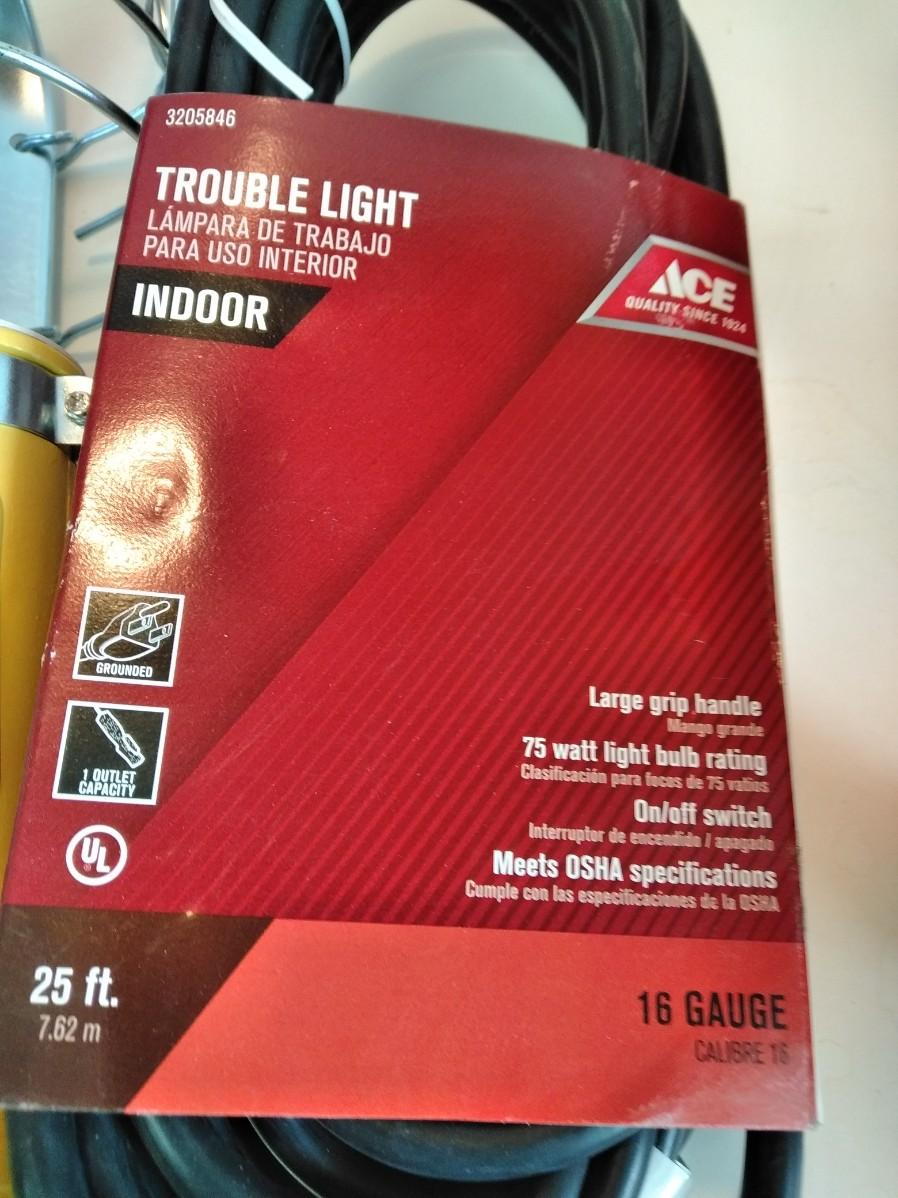 3205846
TROUBLE LIGHT
LÁMPARA DE TRABAJO
PARA USO INTERIOR
INDOOR
ACE
QUALITY SINCE 1924
GROUNDED
1 OUTLET
CAPACITY
UL
Large grip handle
Mango grande
75 watt light bulb rating
Clasificación para focos de 75 vatios
On/off switch
Interruptor de encendido / apagado
Meets OSHA specifications
Cumple con las especificaciones de la OSHA
25 ft.
7.62 m
16 GAUGE
CALIBRE 16